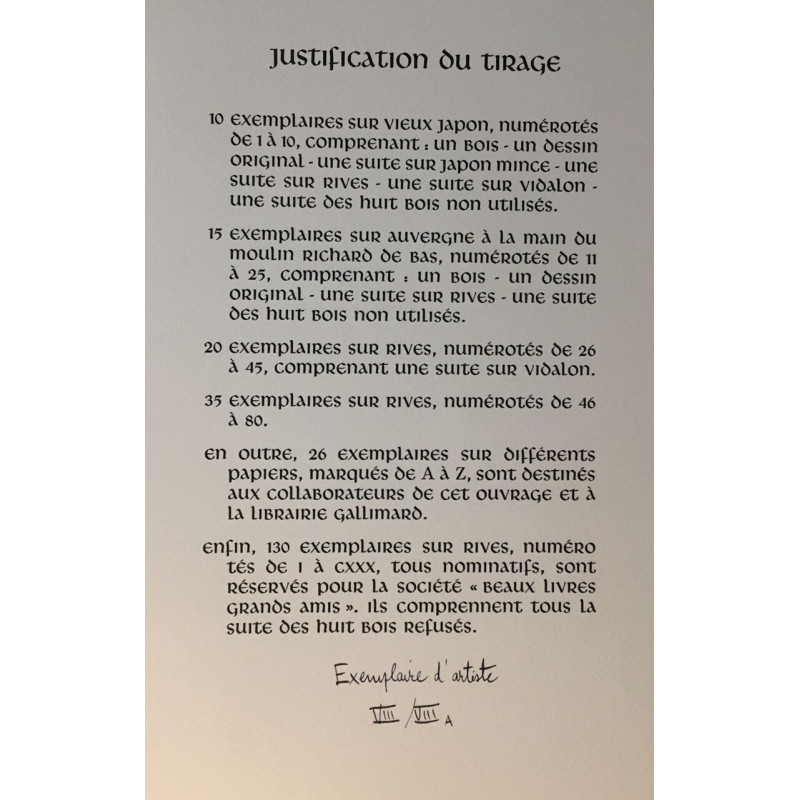 Justification du tirage
10 exemplaires sur vieux Japon, numérotés
de 1 à 10, comprenant : un bois - un dessin
original - une suite sur Japon mince - une
suite sur Rives - une suite sur Vidalon -
une suite des huit bois non utilisés.
15 exemplaires sur Auvergne à la main du
moulin Richard de Bas, numérotés de 11
à 25, comprenant : un bois - un dessin
original - une suite sur Rives - une suite
des huit bois non utilisés.
20 exemplaires sur Rives, numérotés de 26
à 45, comprenant une suite sur Vidalon.
35 exemplaires sur Rives, numérotés de 46
à 80.
En outre, 26 exemplaires sur différents
papiers, marqués de A à Z, sont destinés
aux collaborateurs de cet ouvrage et à
la librairie Gallimard.
Enfin, 130 exemplaires sur Rives, numéro
tés de I à CXXX, tous nominatifs, sont
réservés pour la société « Beaux livres
grands amis ». Ils comprennent tous la
suite des huit bois refusés.
Exemplaire d'artiste
VIII/VIII A